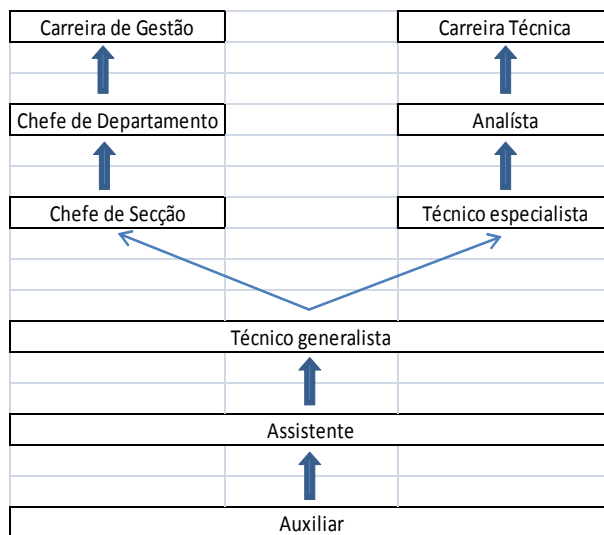 Carreira de Gestão
Carreira Técnica
Chefe de Departamento
Analísta
Chefe de Secção
Técnico especialista
Técnico generalista
Assistente
Auxiliar